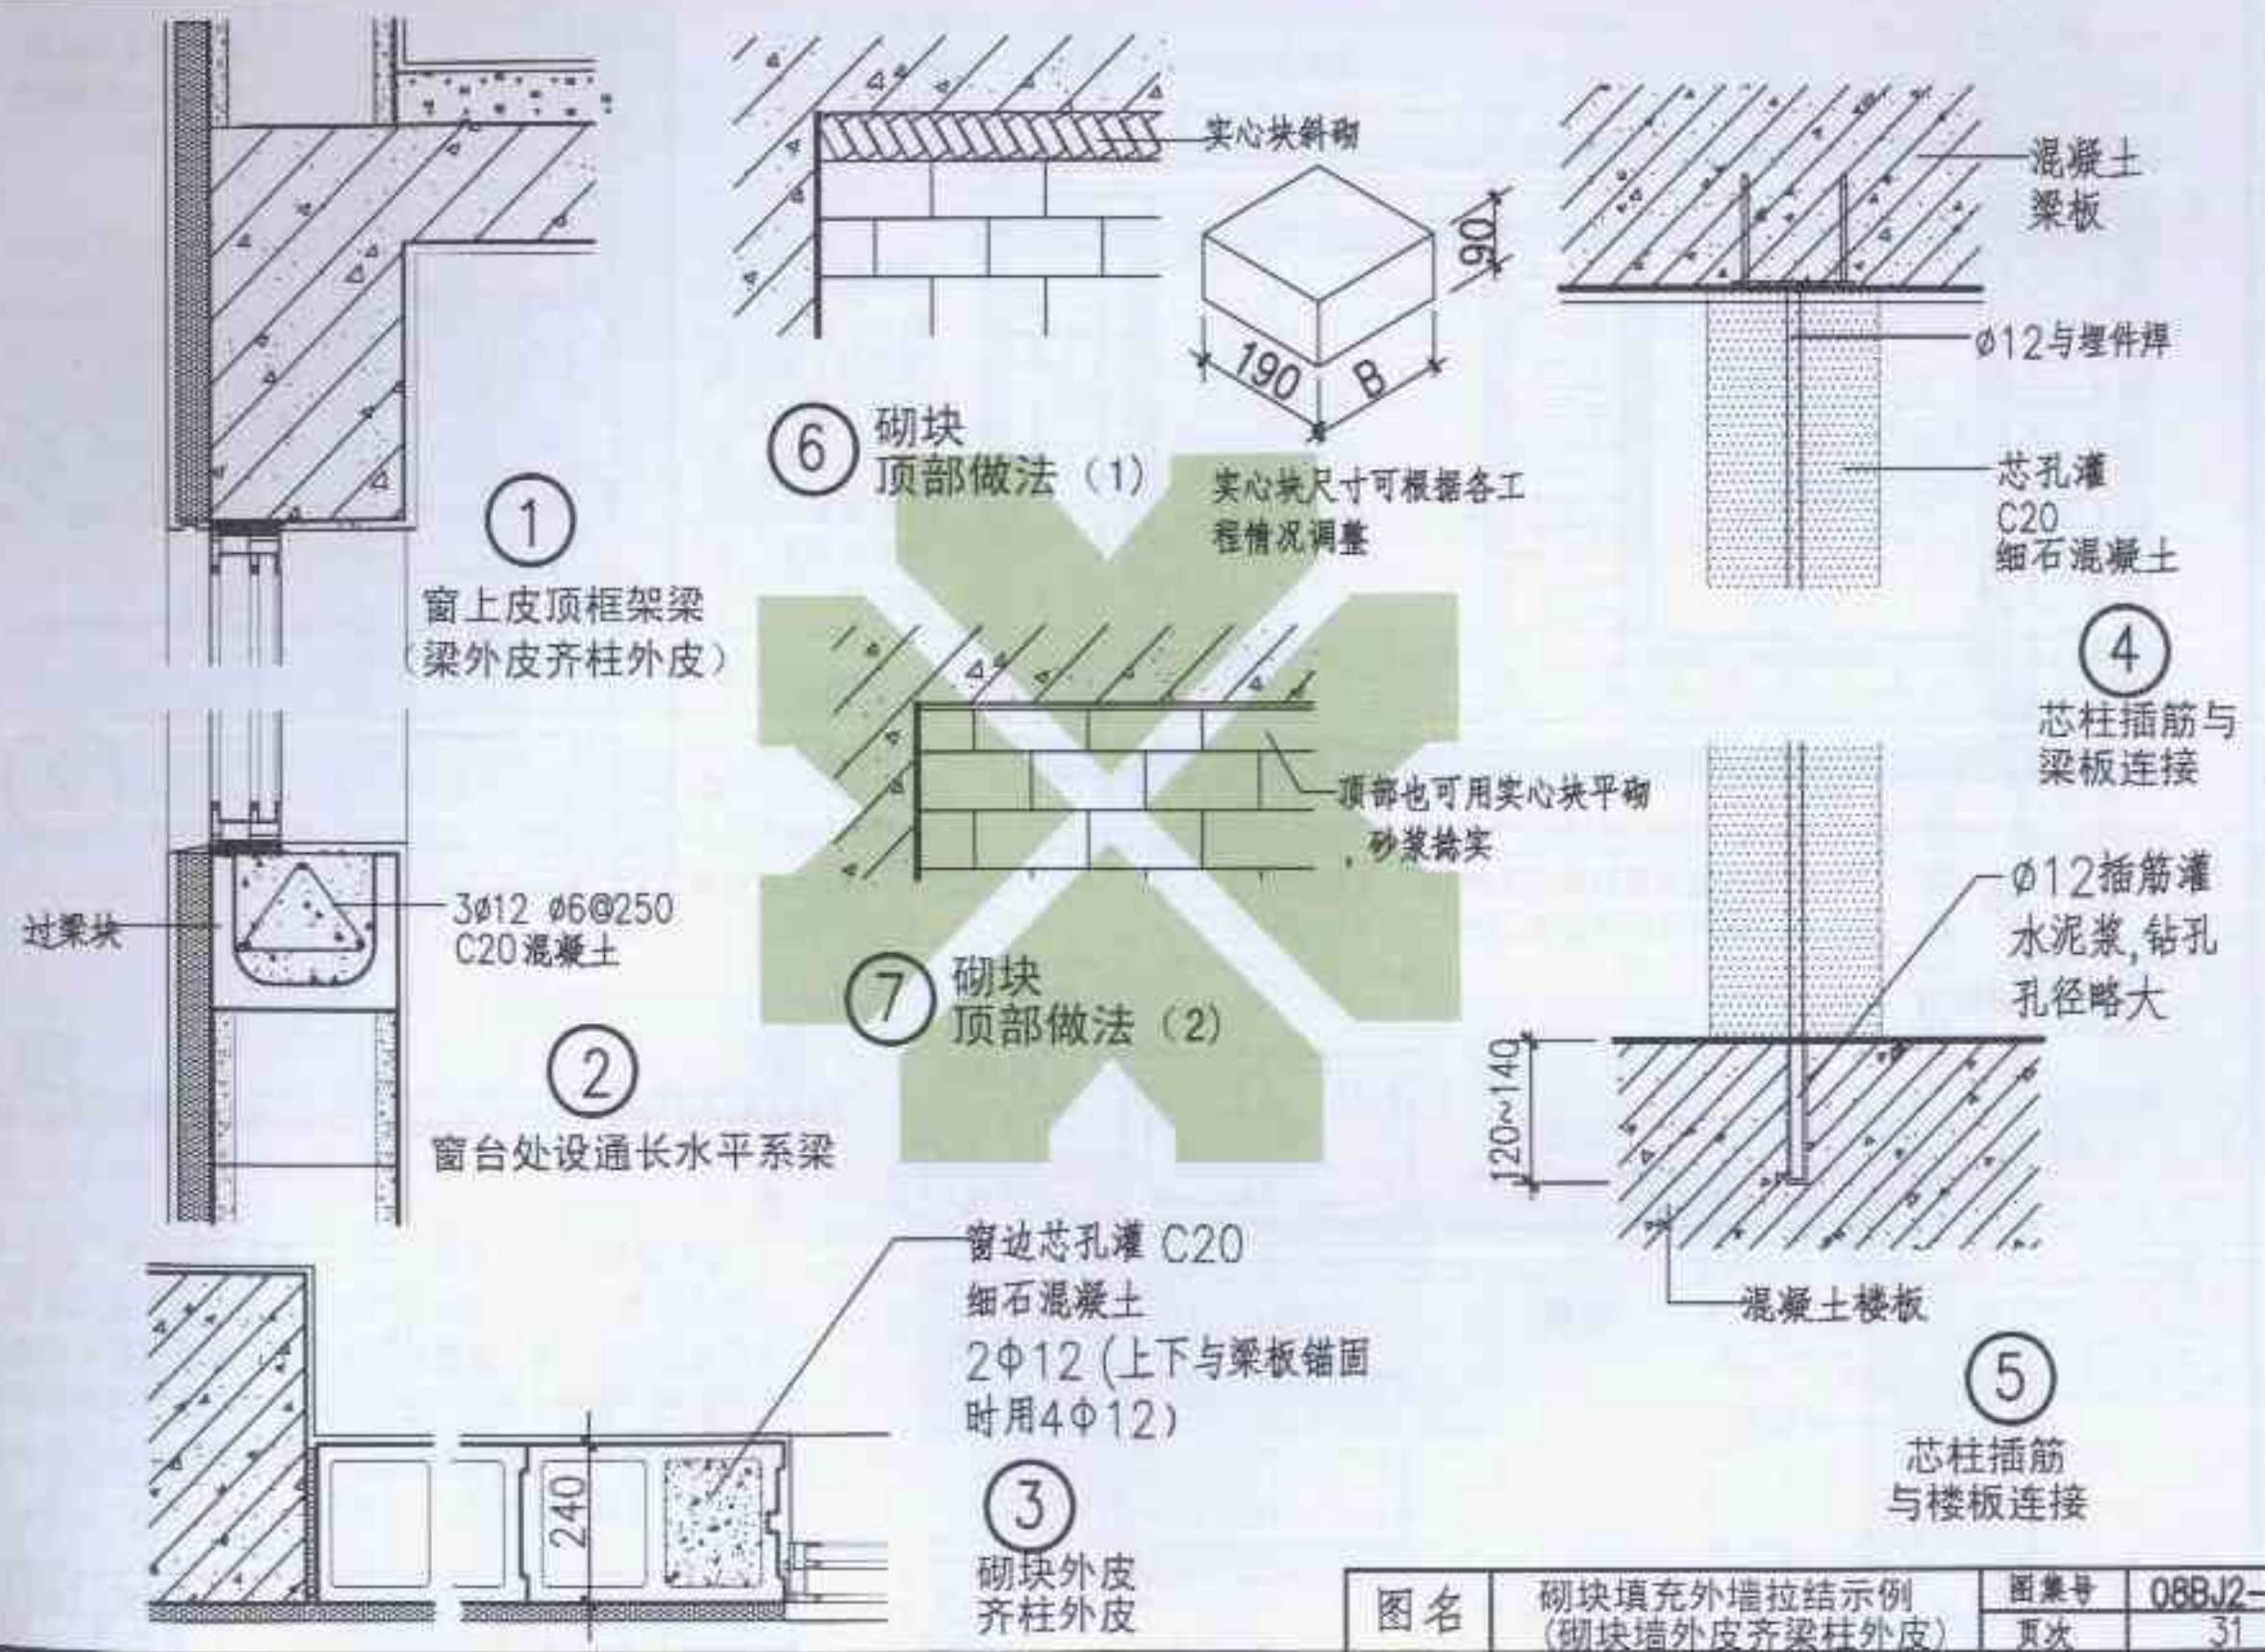 ①
窗上皮顶框架梁
（梁外皮齐柱外皮）
过梁块
3ø12 ø6@250
C20混凝土
②
窗台处设通长水平系梁
窗边芯孔灌 C20
细石混凝土
2Φ12 (上下与梁板锚固
时用4Φ12)
240
③
砌块外皮
齐柱外皮
实心块斜砌
90
190
B
⑥
砌块
顶部做法（1）
实心块尺寸可根据各工
程情况调整
顶部也可用实心块平砌
，砂浆捻实
⑦
砌块
顶部做法（2）
混凝土
梁板
ø12与埋件焊
芯孔灌
C20
细石混凝土
④
芯柱插筋与
梁板连接
ø12插筋灌
水泥浆,钻孔
孔径略大
120~140
混凝土楼板
⑤
芯柱插筋
与楼板连接
图名
砌块填充外墙拉结示例
（砌块墙外皮齐梁柱外皮）
图集号
08BJ2-
页次
31